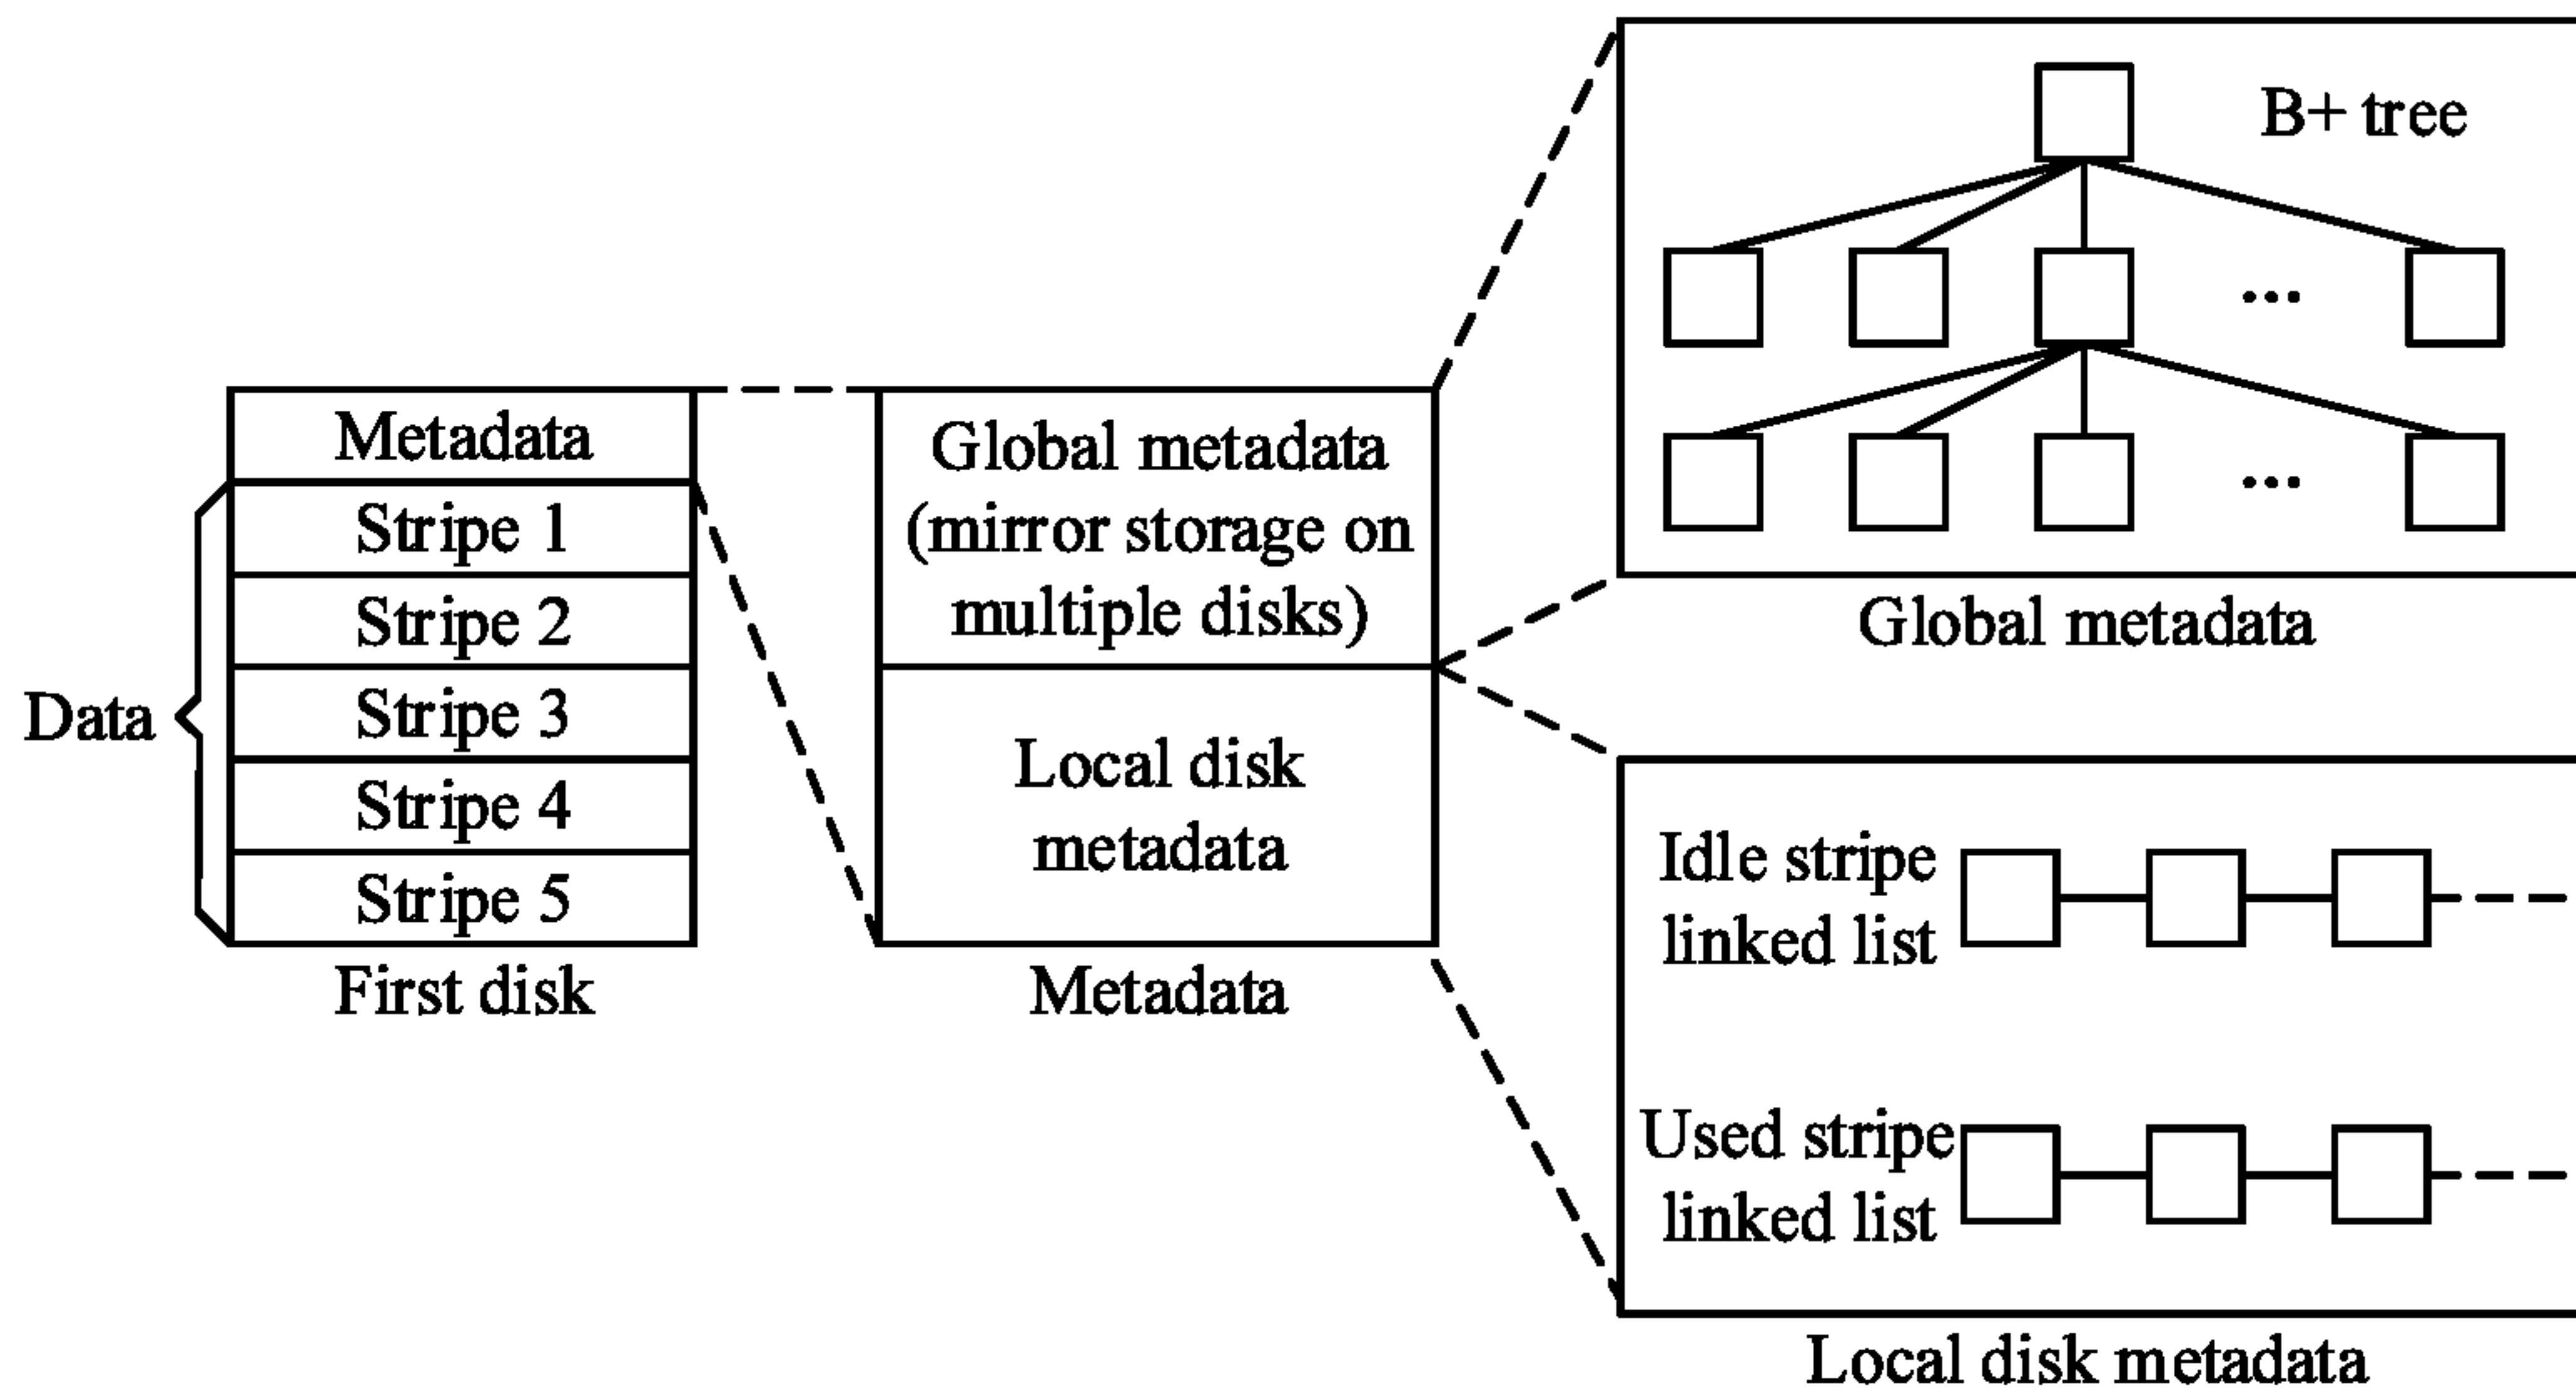 Data
Metadata
Stripe 1
Stripe 2
Stripe 3
Stripe 4
Stripe 5
First disk
Global metadata
(mirror storage on
multiple disks)
Local disk
metadata
Metadata
B+ tree
...
...
Global metadata
Idle stripe
linked list
Used stripe
linked list
Local disk metadata